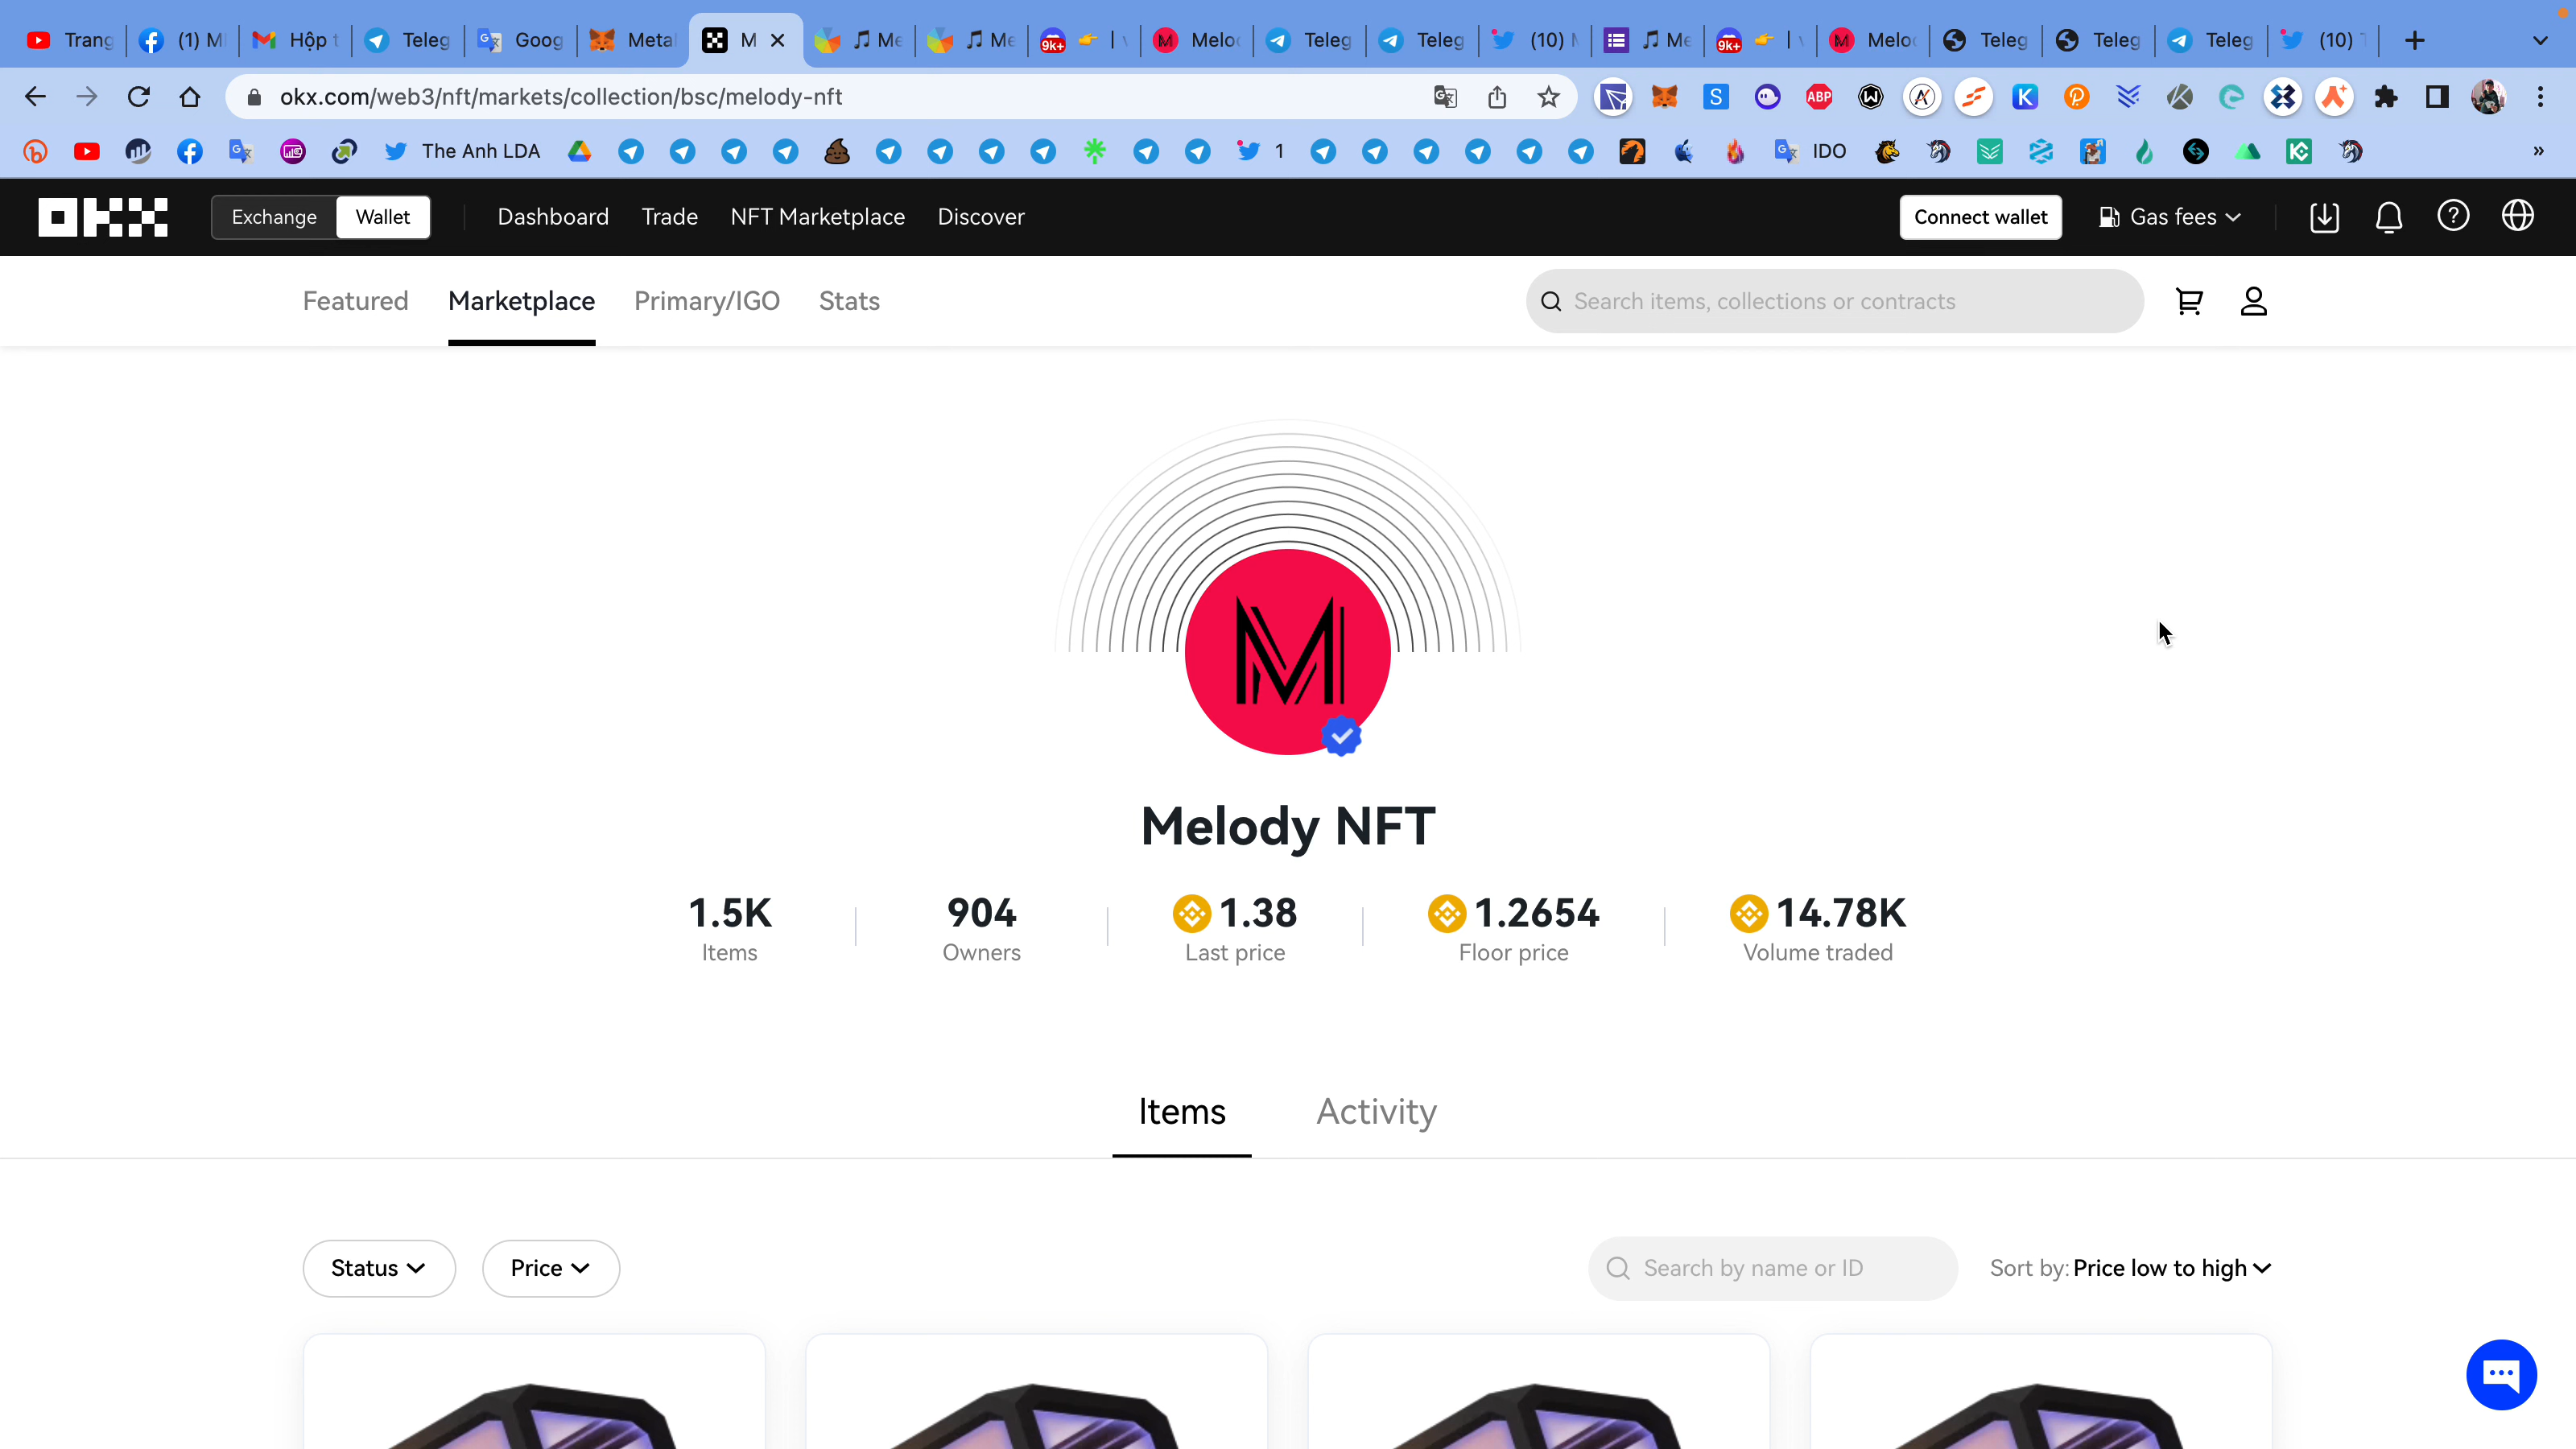 Trang (1) M Hộp t Teleg Goog Meta M Me Me Meloc Teleg Teleg (10) Me Meloc Teleg Teleg Teleg (10)
okx.com/web3/nft/markets/collection/bsc/melody-nft
The Anh LDA 1 IDO
OKX Exchange Wallet Dashboard Trade NFT Marketplace Discover Connect wallet Gas fees
Featured Marketplace Primary/IGO Stats Search items, collections or contracts
M
Melody NFT
1.5K 904 1.38 1.2654 14.78K
Items Owners Last price Floor price Volume traded
Items Activity
Status Price Search by name or ID Sort by: Price low to high